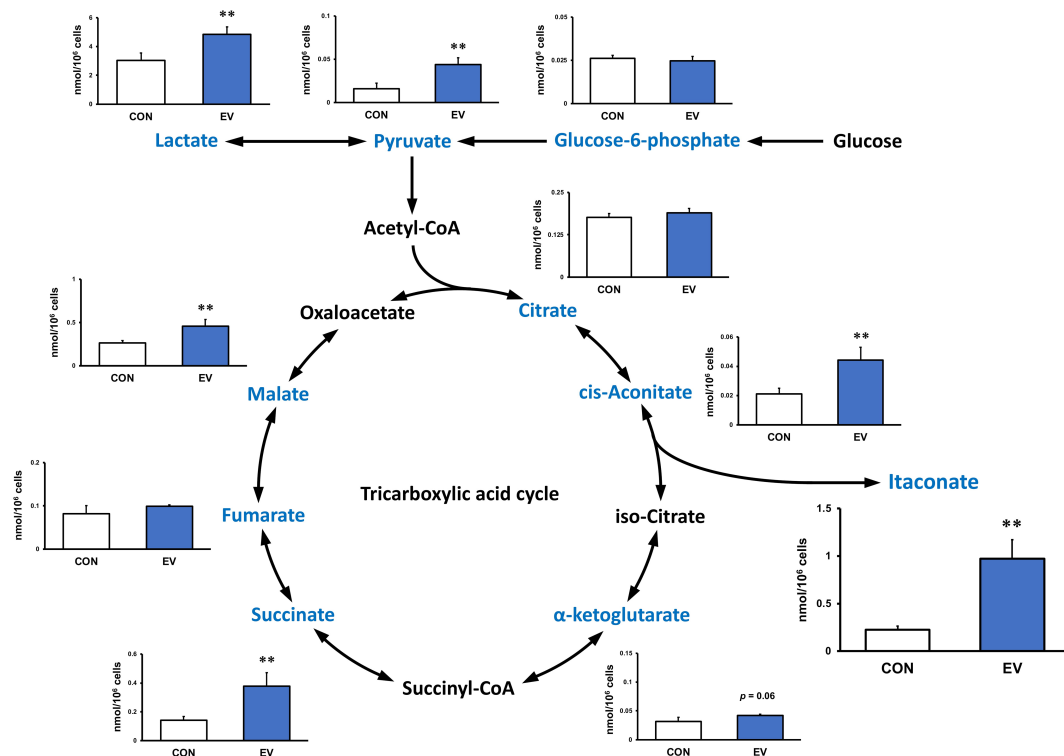 nmol/10⁶ cells
6
4
2
0
**
CON
EV
nmol/10⁶ cells
0.1
0.05
0
**
CON
EV
nmol/10⁶ cells
0.05
0.025
0
CON
EV
Lactate
Pyruvate
Glucose-6-phosphate
Glucose
Acetyl-CoA
nmol/10⁶ cells
0.25
0.125
0
CON
EV
nmol/10⁶ cells
1
0.5
0
**
CON
EV
Oxaloacetate
Citrate
nmol/10⁶ cells
0.06
0.04
0.02
0
**
CON
EV
Malate
cis-Aconitate
nmol/10⁶ cells
0.2
0.1
0
CON
EV
Tricarboxylic acid cycle
Itaconate
Fumarate
iso-Citrate
nmol/10⁶ cells
1.5
1
0.5
0
**
CON
EV
Succinate
α-ketoglutarate
Succinyl-CoA
nmol/10⁶ cells
0.6
0.4
0.2
0
**
CON
EV
nmol/10⁶ cells
0.15
0.1
0.05
0
p = 0.06
CON
EV